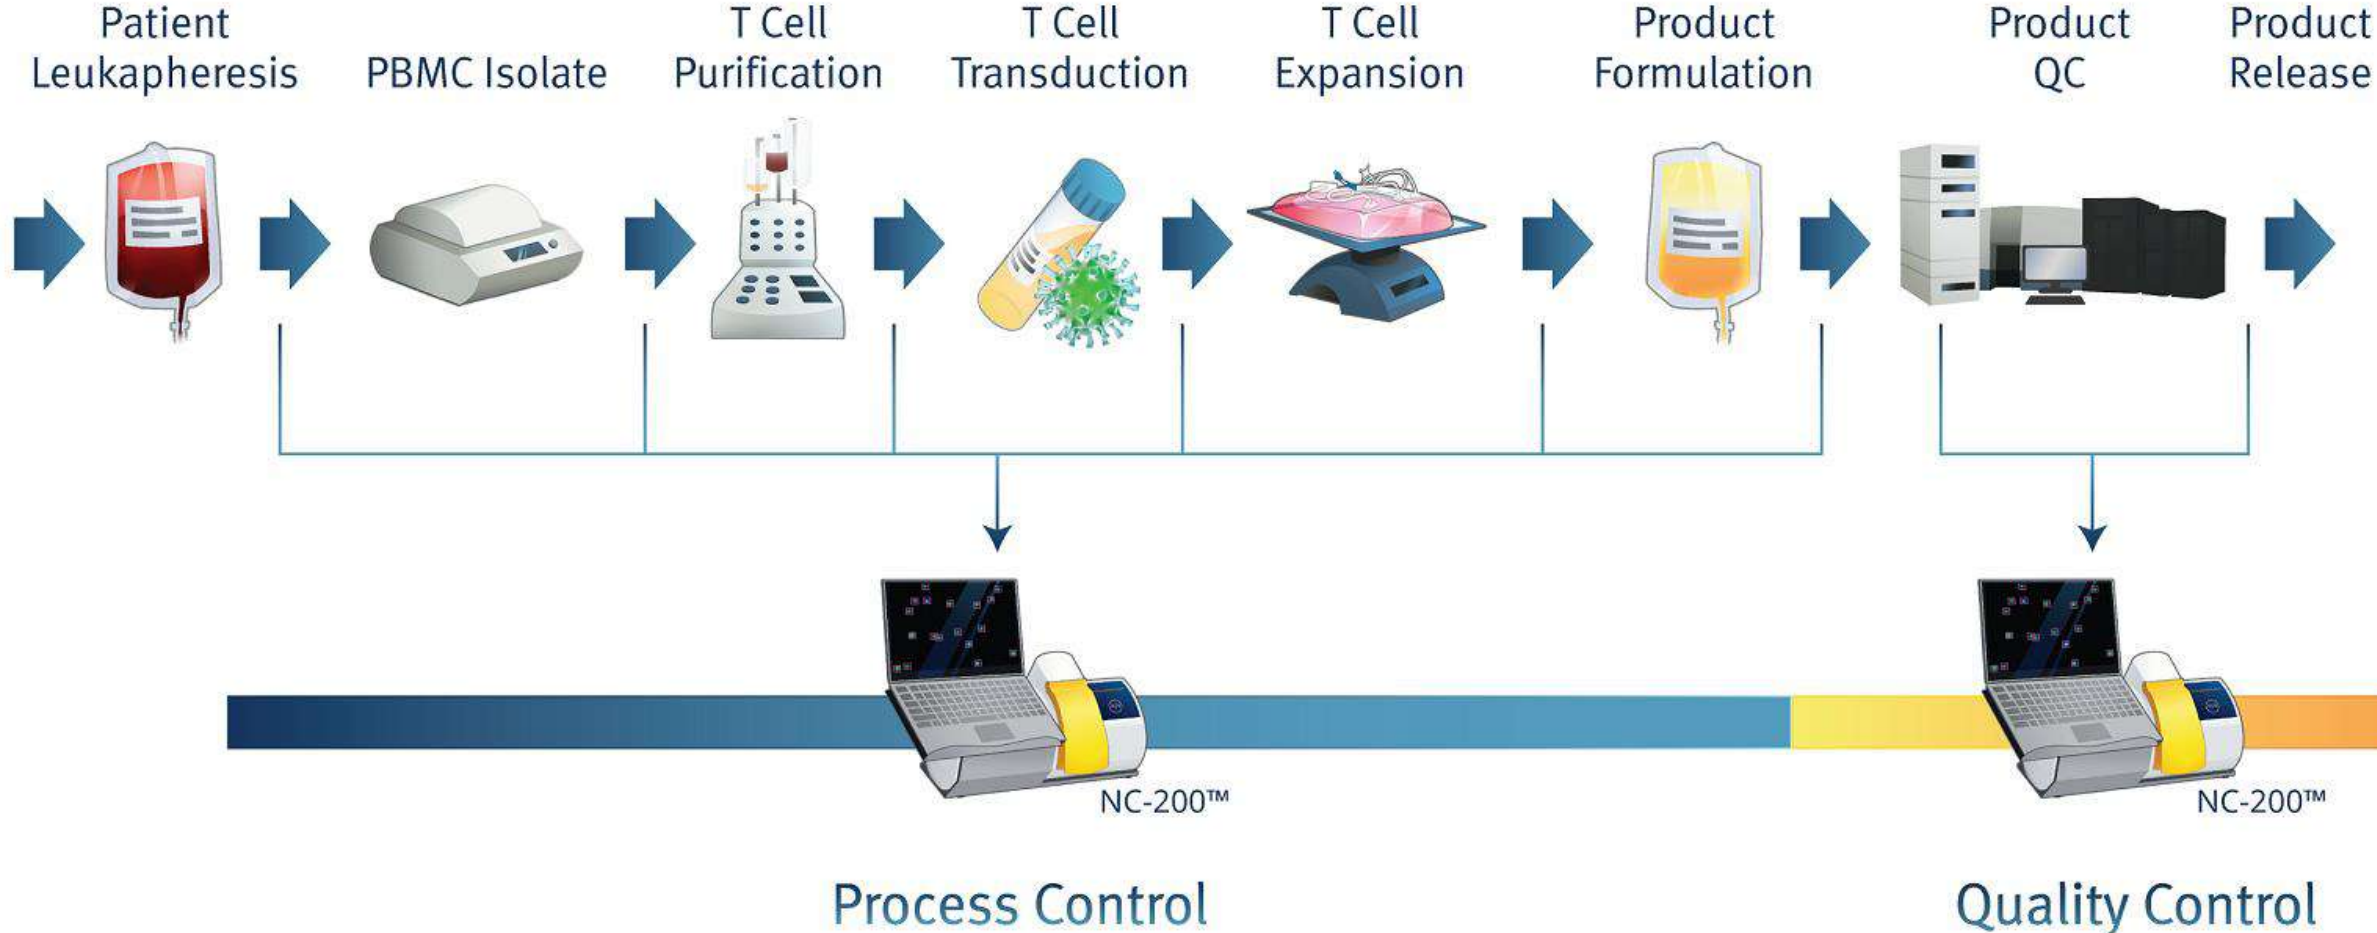 Patient
Leukapheresis
PBMC Isolate
T Cell
Purification
T Cell
Transduction
T Cell
Expansion
Product
Formulation
Product
QC
Product
Release
NC-200™
NC-200™
Process Control
Quality Control